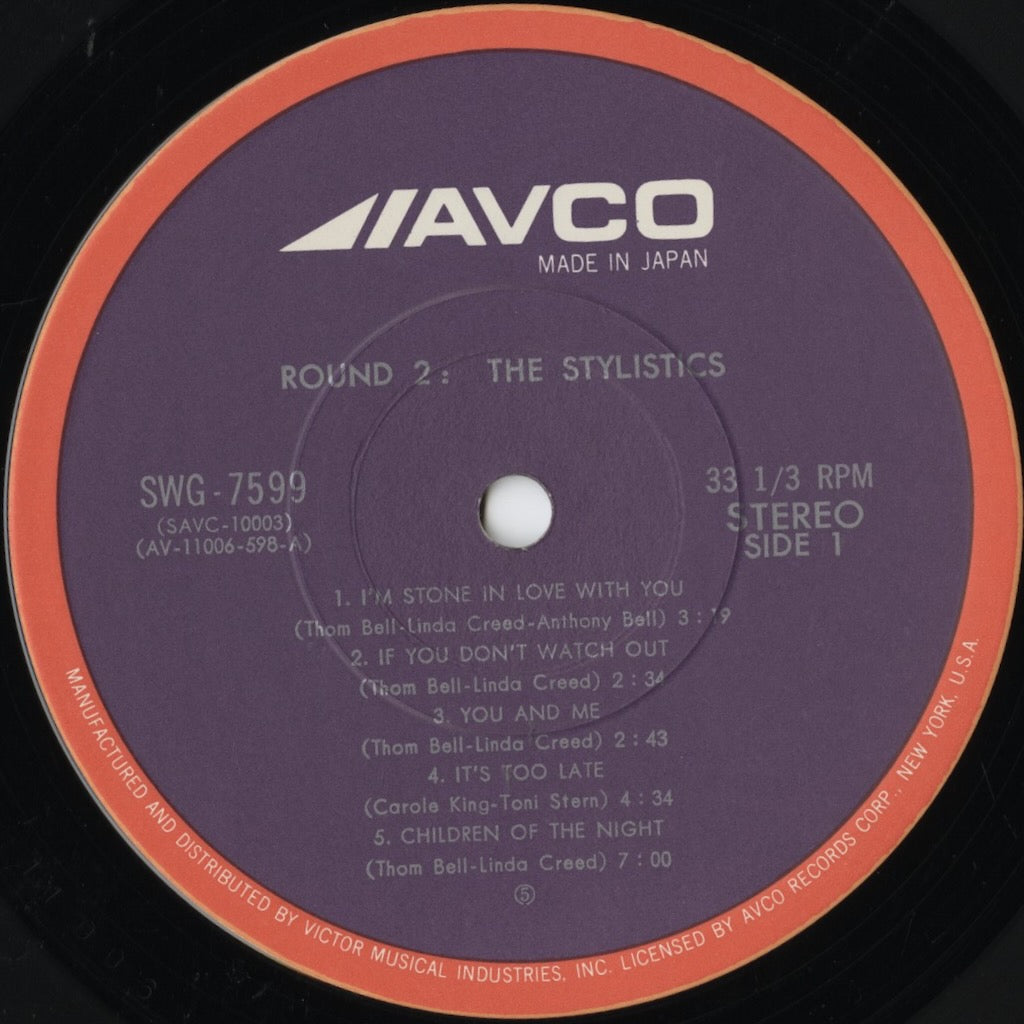 AVCO
MADE IN JAPAN
ROUND 2: THE STYLISTICS
SWG-7599
(SAVC-10003)
(AV-11006-598-A)
33 1/3 RPM
STEREO
SIDE 1
1. I'M STONE IN LOVE WITH YOU
(Thom Bell-Linda Creed-Anthony Bell) 3:19
2. IF YOU DON'T WATCH OUT
(Thom Bell-Linda Creed) 2:34
3. YOU AND ME
(Thom Bell-Linda Creed) 2:43
4. IT'S TOO LATE
(Carole King-Toni Stern) 4:34
5. CHILDREN OF THE NIGHT
(Thom Bell-Linda Creed) 7:00
⑤
MANUFACTURED AND DISTRIBUTED BY VICTOR MUSICAL INDUSTRIES, INC. LICENSED BY AVCO RECORDS CORP., NEW YORK, U.S.A.